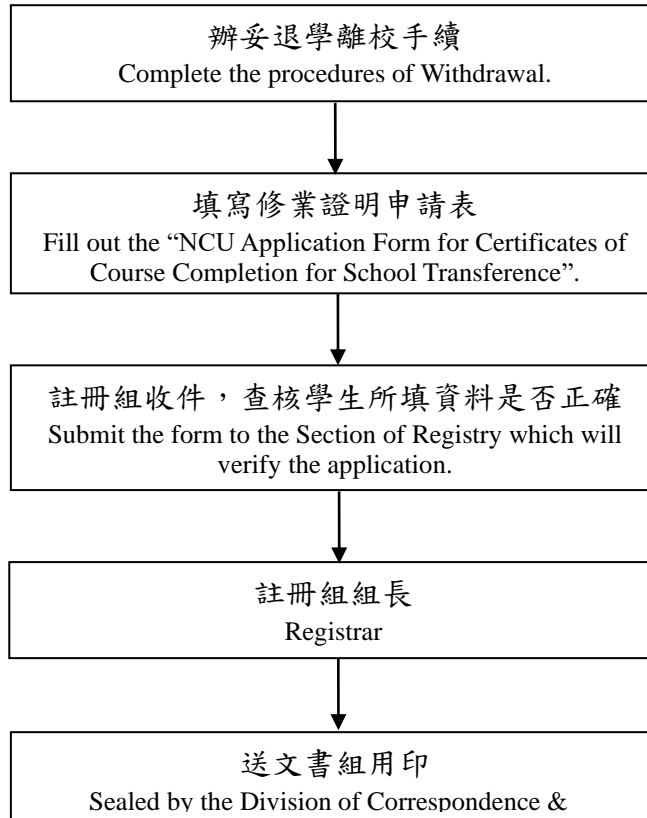 辦妥退學離校手續
Complete the procedures of Withdrawal.
填寫修業證明申請表
Fill out the “NCU Application Form for Certificates of
Course Completion for School Transference”.
註冊組收件，查核學生所填資料是否正確
Submit the form to the Section of Registry which will
verify the application.
註冊組組長
Registrar
送文書組用印
Sealed by the Division of Correspondence &